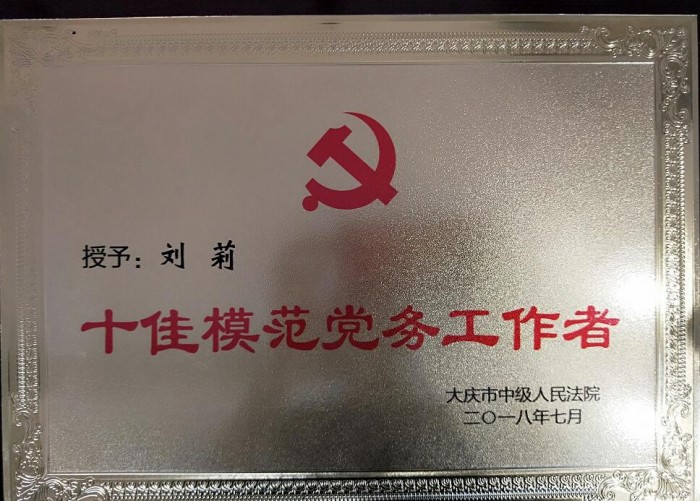 授予：刘 莉
十佳模范党务工作者
大庆市中级人民法院
二〇一八年七月